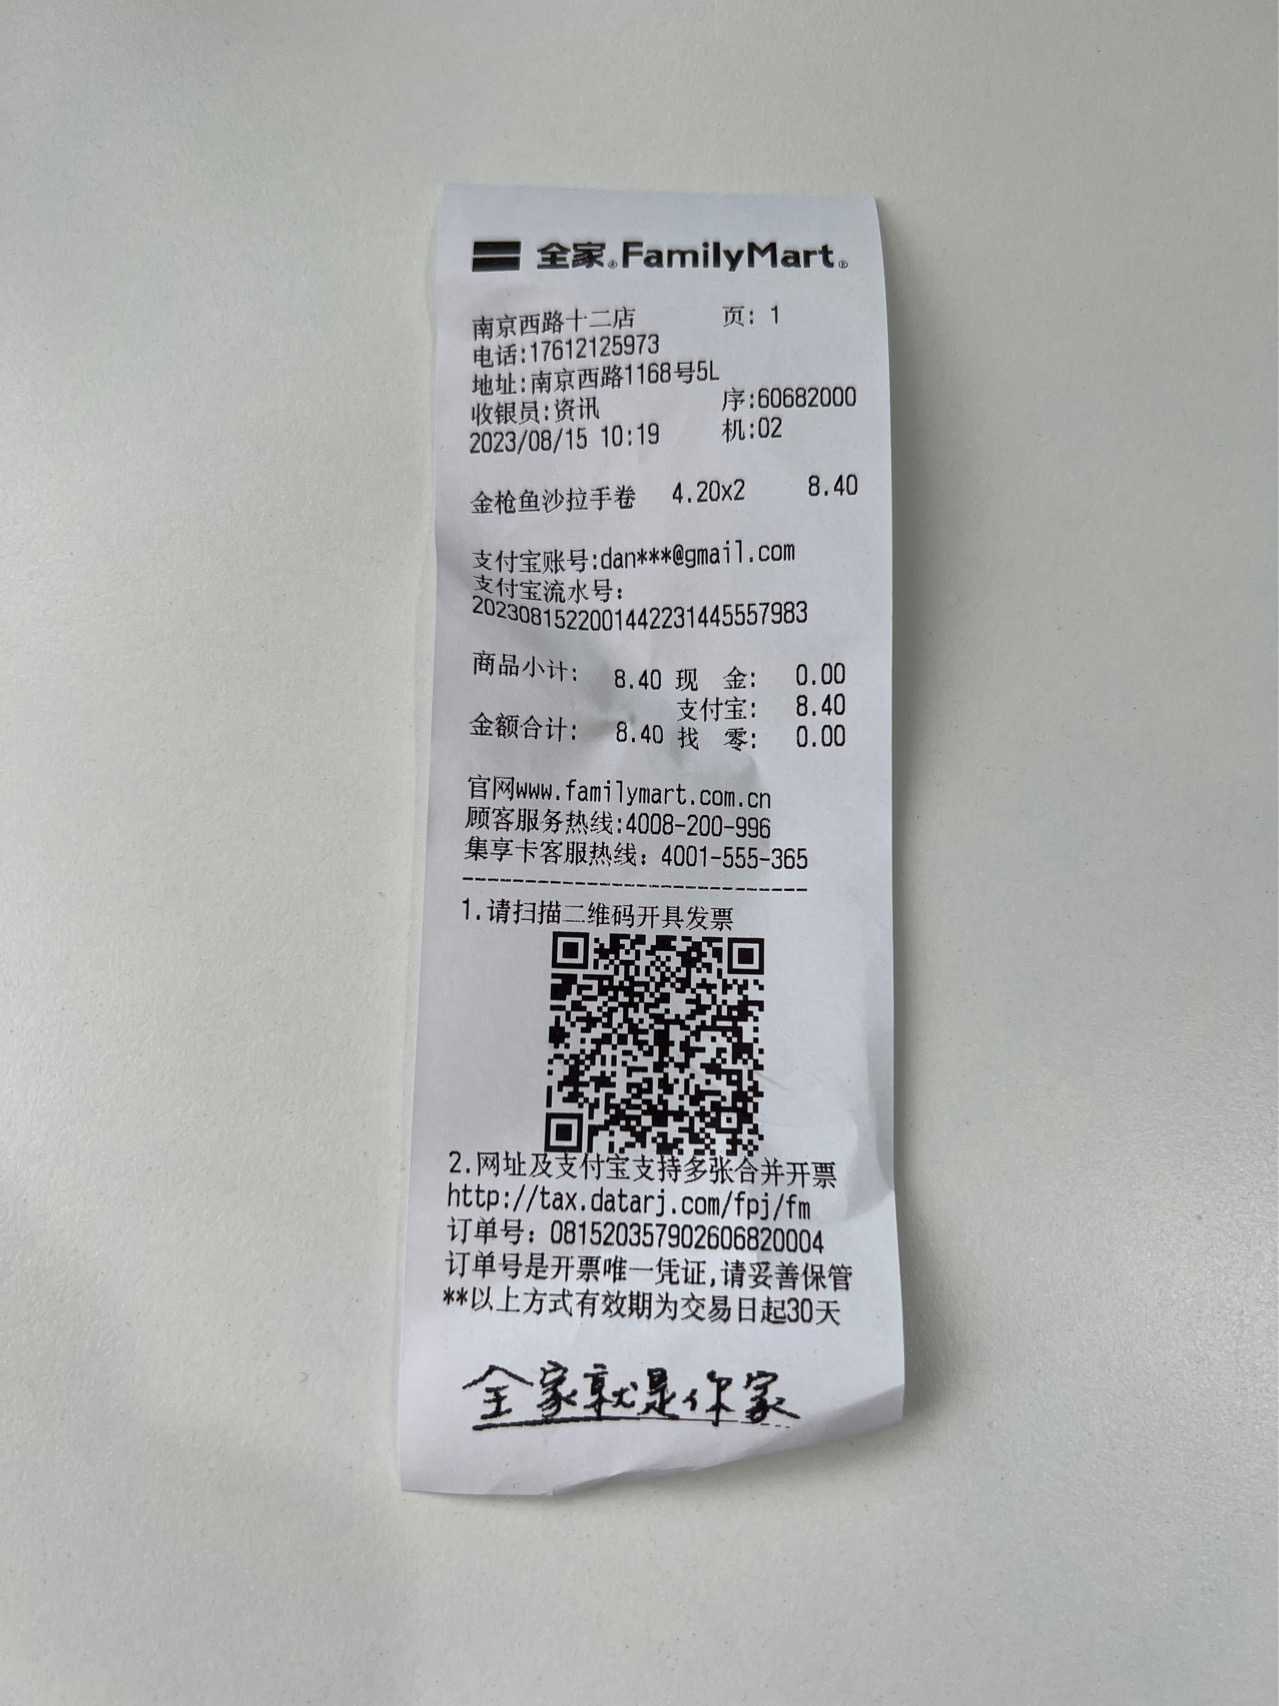 全家®FamilyMart®
南京西路十二店 页: 1
电话:17612125973
地址:南京西路1168号5L
收银员:资讯 序:60682000
2023/08/15 10:19 机:02
金枪鱼沙拉手卷 4.20x2 8.40
支付宝账号:dan***@gmail.com
支付宝流水号:
2023081522001442231445557983
商品小计: 8.40 现 金: 0.00
支付宝: 8.40
金额合计: 8.40 找 零: 0.00
官网www.familymart.com.cn
顾客服务热线:4008-200-996
集享卡客服热线: 4001-555-365
----------------------------
1.请扫描二维码开具发票
2.网址及支付宝支持多张合并开票
http://tax.datarj.com/fpj/fm
订单号: 081520357902606820004
订单号是开票唯一凭证,请妥善保管
**以上方式有效期为交易日起30天
全家就是你家